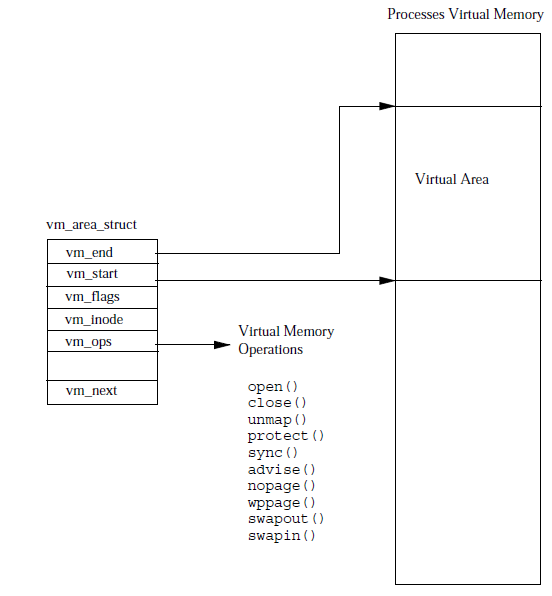 Processes Virtual Memory
Virtual Area
vm_area_struct
vm_end
vm_start
vm_flags
vm_inode
vm_ops
vm_next
Virtual Memory
Operations
open()
close()
unmap()
protect()
sync()
advise()
nopage()
wppage()
swapout()
swapin()